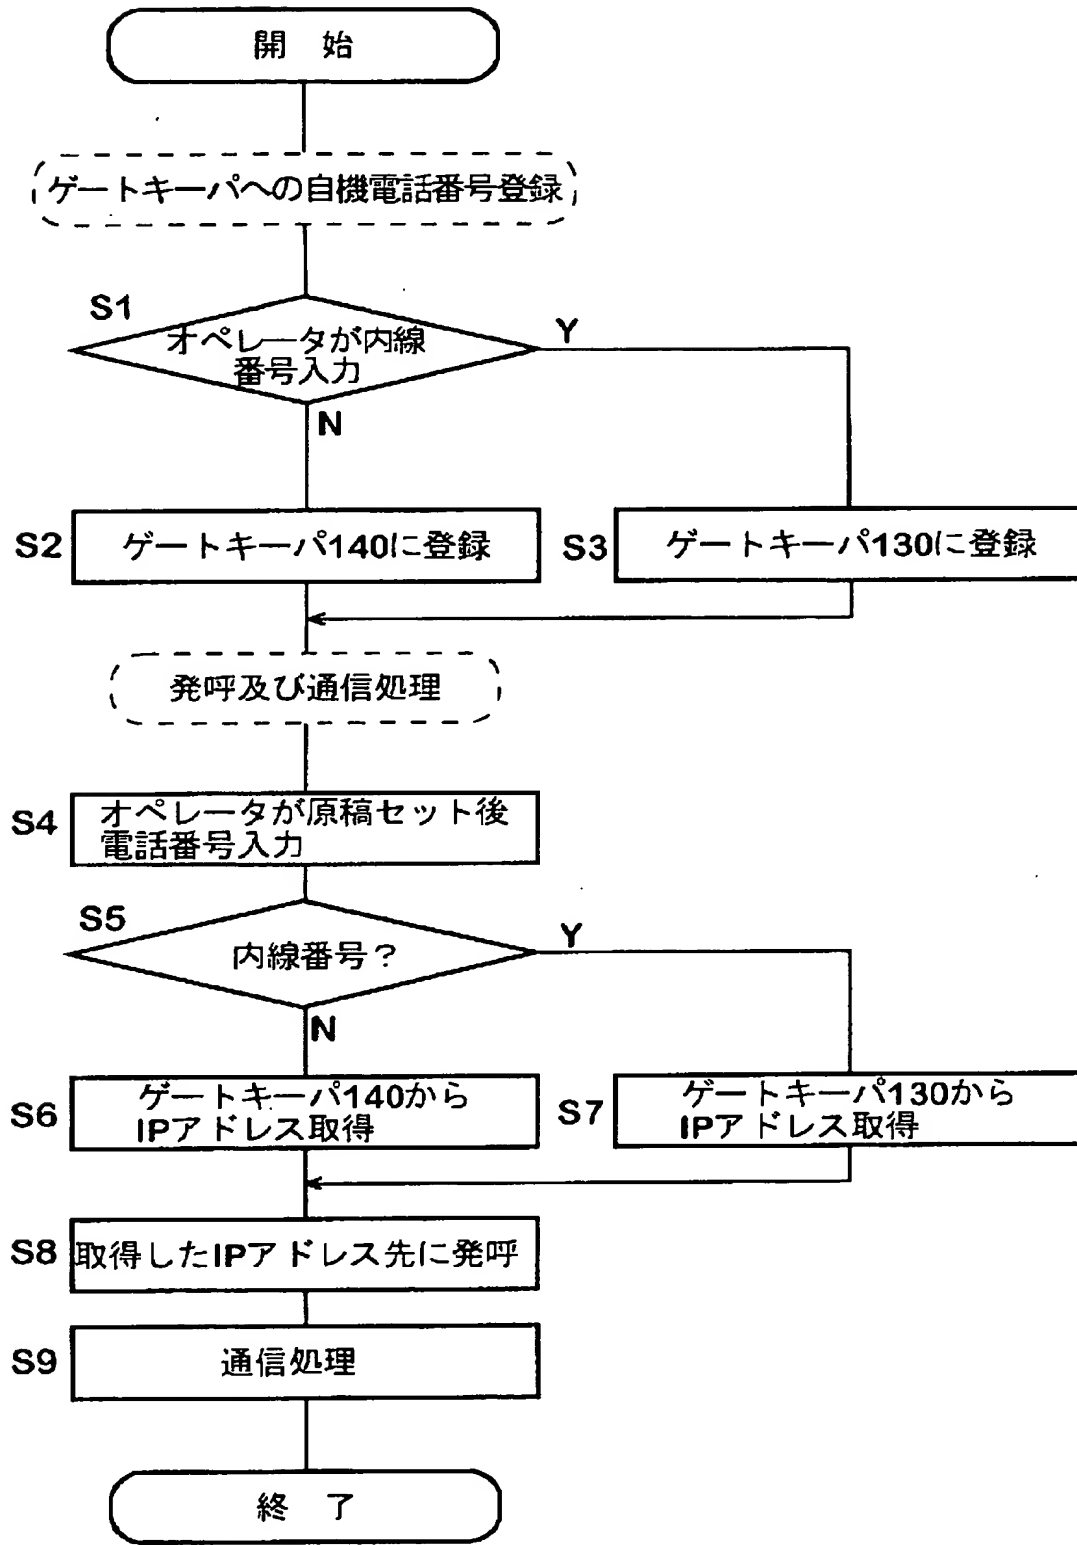 開 始
ゲートキーパへの自機電話番号登録
S1
オペレータが内線
番号入力
Y
N
S2
ゲートキーパ140に登録
S3
ゲートキーパ130に登録
発呼及び通信処理
S4
オペレータが原稿セット後
電話番号入力
S5
内線番号?
Y
N
S6
ゲートキーパ140から
IPアドレス取得
S7
ゲートキーパ130から
IPアドレス取得
S8
取得したIPアドレス先に発呼
S9
通信処理
終 了